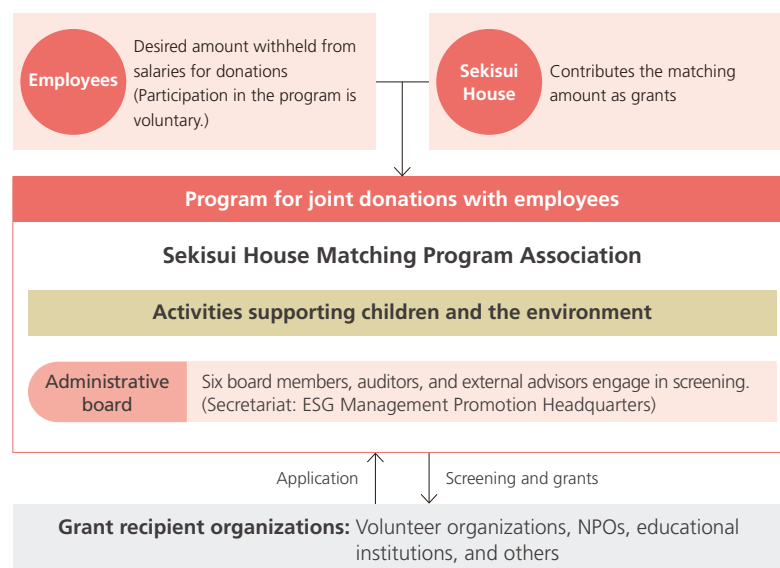 Employees
Desired amount withheld from
salaries for donations
(Participation in the program is
voluntary.)
Sekisui
House
Contributes the matching
amount as grants
Program for joint donations with employees
Sekisui House Matching Program Association
Activities supporting children and the environment
Administrative
board
Six board members, auditors, and external advisors engage in screening.
(Secretariat: ESG Management Promotion Headquarters)
Application
Screening and grants
Grant recipient organizations: Volunteer organizations, NPOs, educational
institutions, and others